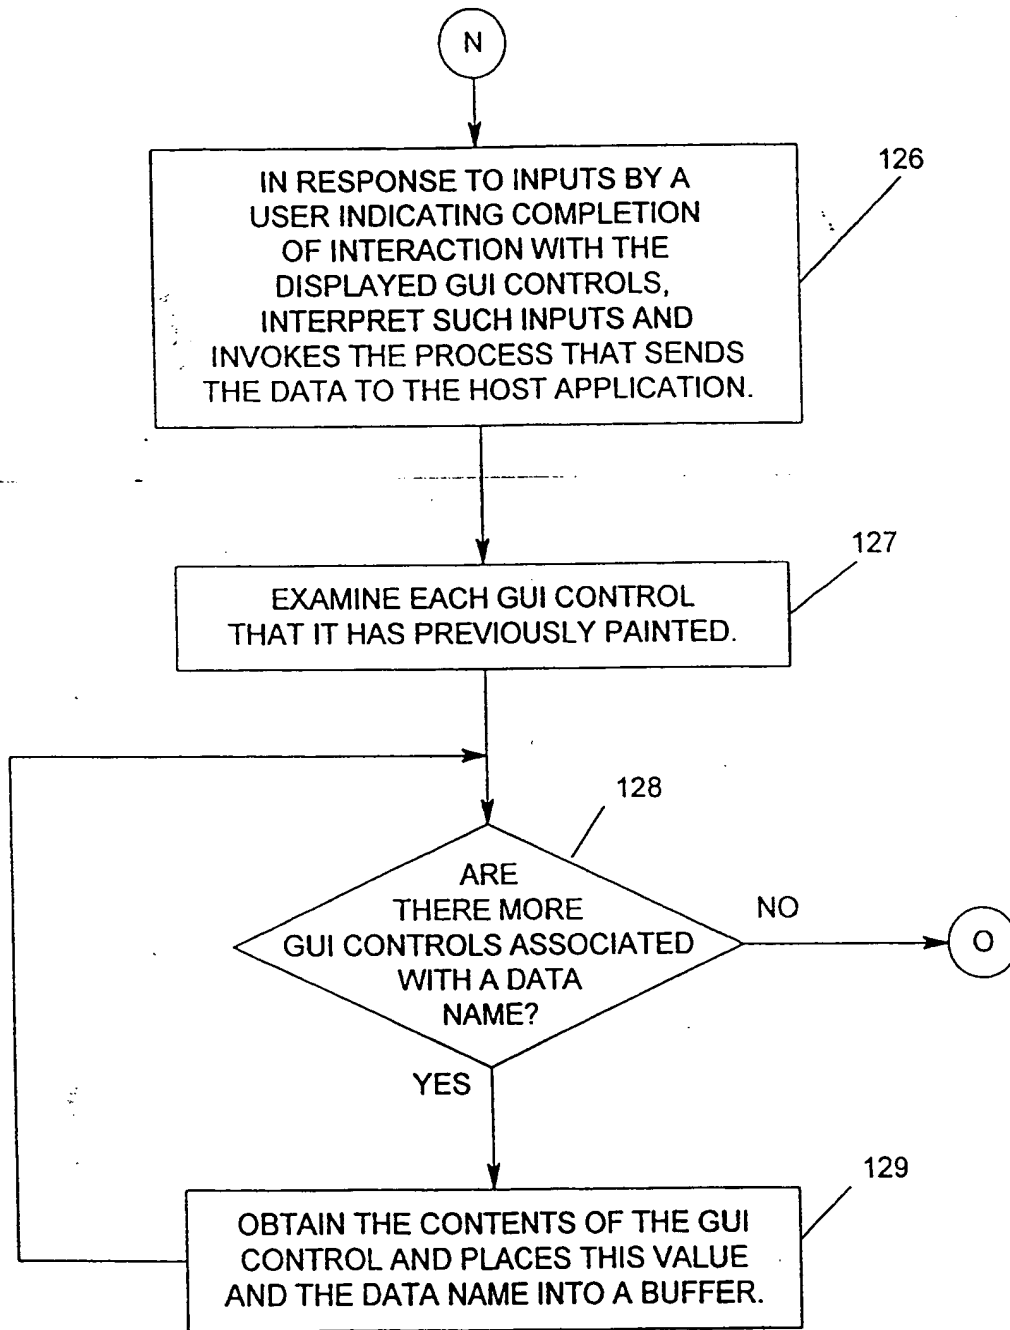 N
IN RESPONSE TO INPUTS BY A
USER INDICATING COMPLETION
OF INTERACTION WITH THE
DISPLAYED GUI CONTROLS,
INTERPRET SUCH INPUTS AND
INVOKES THE PROCESS THAT SENDS
THE DATA TO THE HOST APPLICATION.
126
EXAMINE EACH GUI CONTROL
THAT IT HAS PREVIOUSLY PAINTED.
127
128
ARE
THERE MORE
GUI CONTROLS ASSOCIATED
WITH A DATA
NAME?
NO
O
YES
129
OBTAIN THE CONTENTS OF THE GUI
CONTROL AND PLACES THIS VALUE
AND THE DATA NAME INTO A BUFFER.